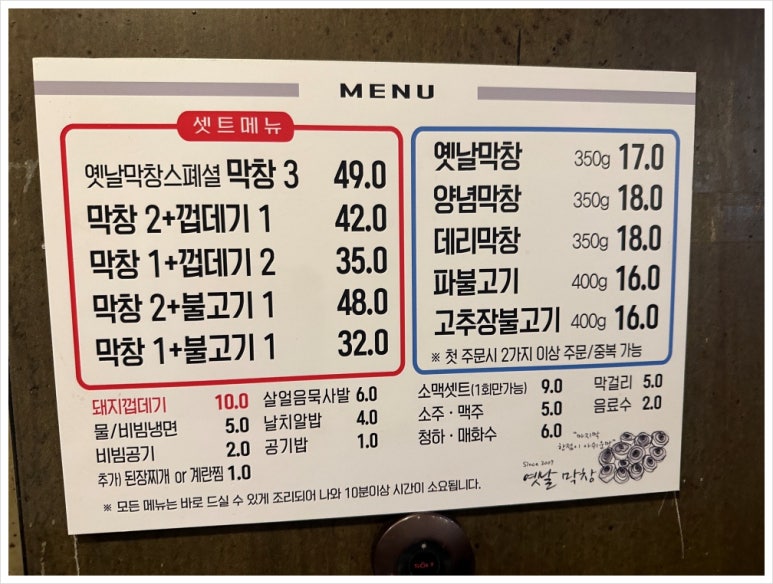 MENU
셋트메뉴
옛날막창스페셜 막창 3 49.0
막창 2+껍데기 1 42.0
막창 1+껍데기 2 35.0
막창 2+불고기 1 48.0
막창 1+불고기 1 32.0
옛날막창 350g 17.0
양념막창 350g 18.0
데리막창 350g 18.0
파불고기 400g 16.0
고추장불고기 400g 16.0
※ 첫 주문시 2가지 이상 주문/중복 가능
돼지껍데기 10.0
물/비빔냉면 5.0
비빔공기 2.0
추가) 된장찌개 or 계란찜 1.0
살얼음묵사발 6.0
날치알밥 4.0
공기밥 1.0
소맥셋트(1회만가능) 9.0
소주 · 맥주 5.0
청하 · 매화수 6.0
막걸리 5.0
음료수 2.0
"마지막
한점이 아쉬운맛"
Since 2007
옛날 막창
※ 모든 메뉴는 바로 드실 수 있게 조리되어 나와 10분이상 시간이 소요됩니다.